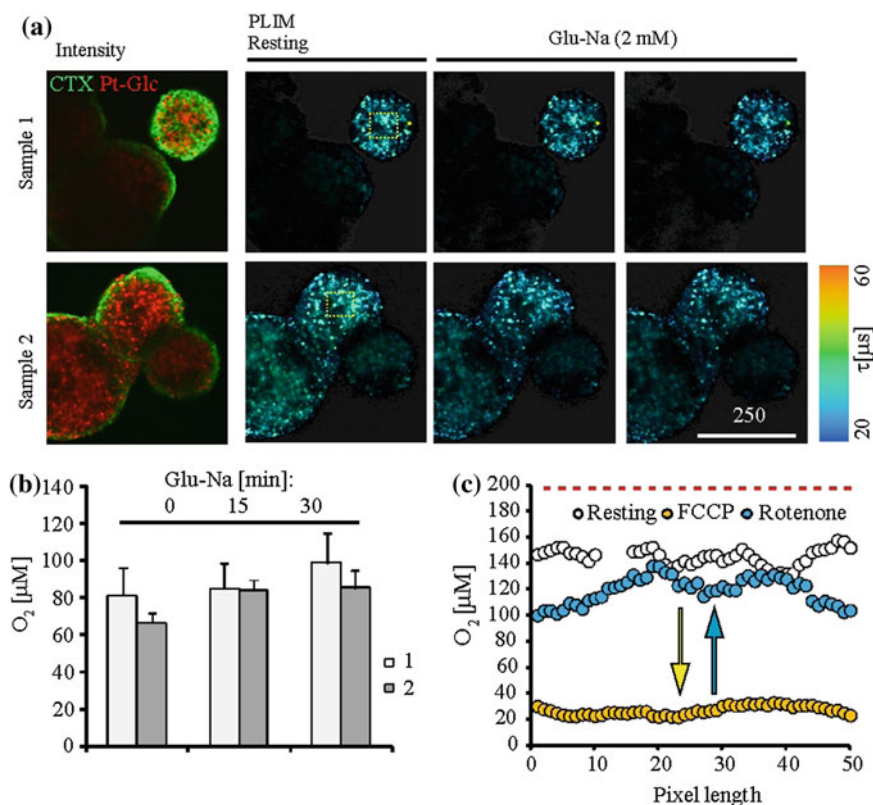 (a)
Intensity
PLIM
Resting
Glu-Na (2 mM)
CTX Pt-Glc
Sample 1
Sample 2
250
60
τ[µs]
20
(b)
Glu-Na [min]:
0 15 30
140
120
100
80
60
40
20
0
O2 [µM]
1
2
(c)
200
180
160
140
120
100
80
60
40
20
0
O2 [µM]
Resting FCCP Rotenone
0 10 20 30 40 50
Pixel length